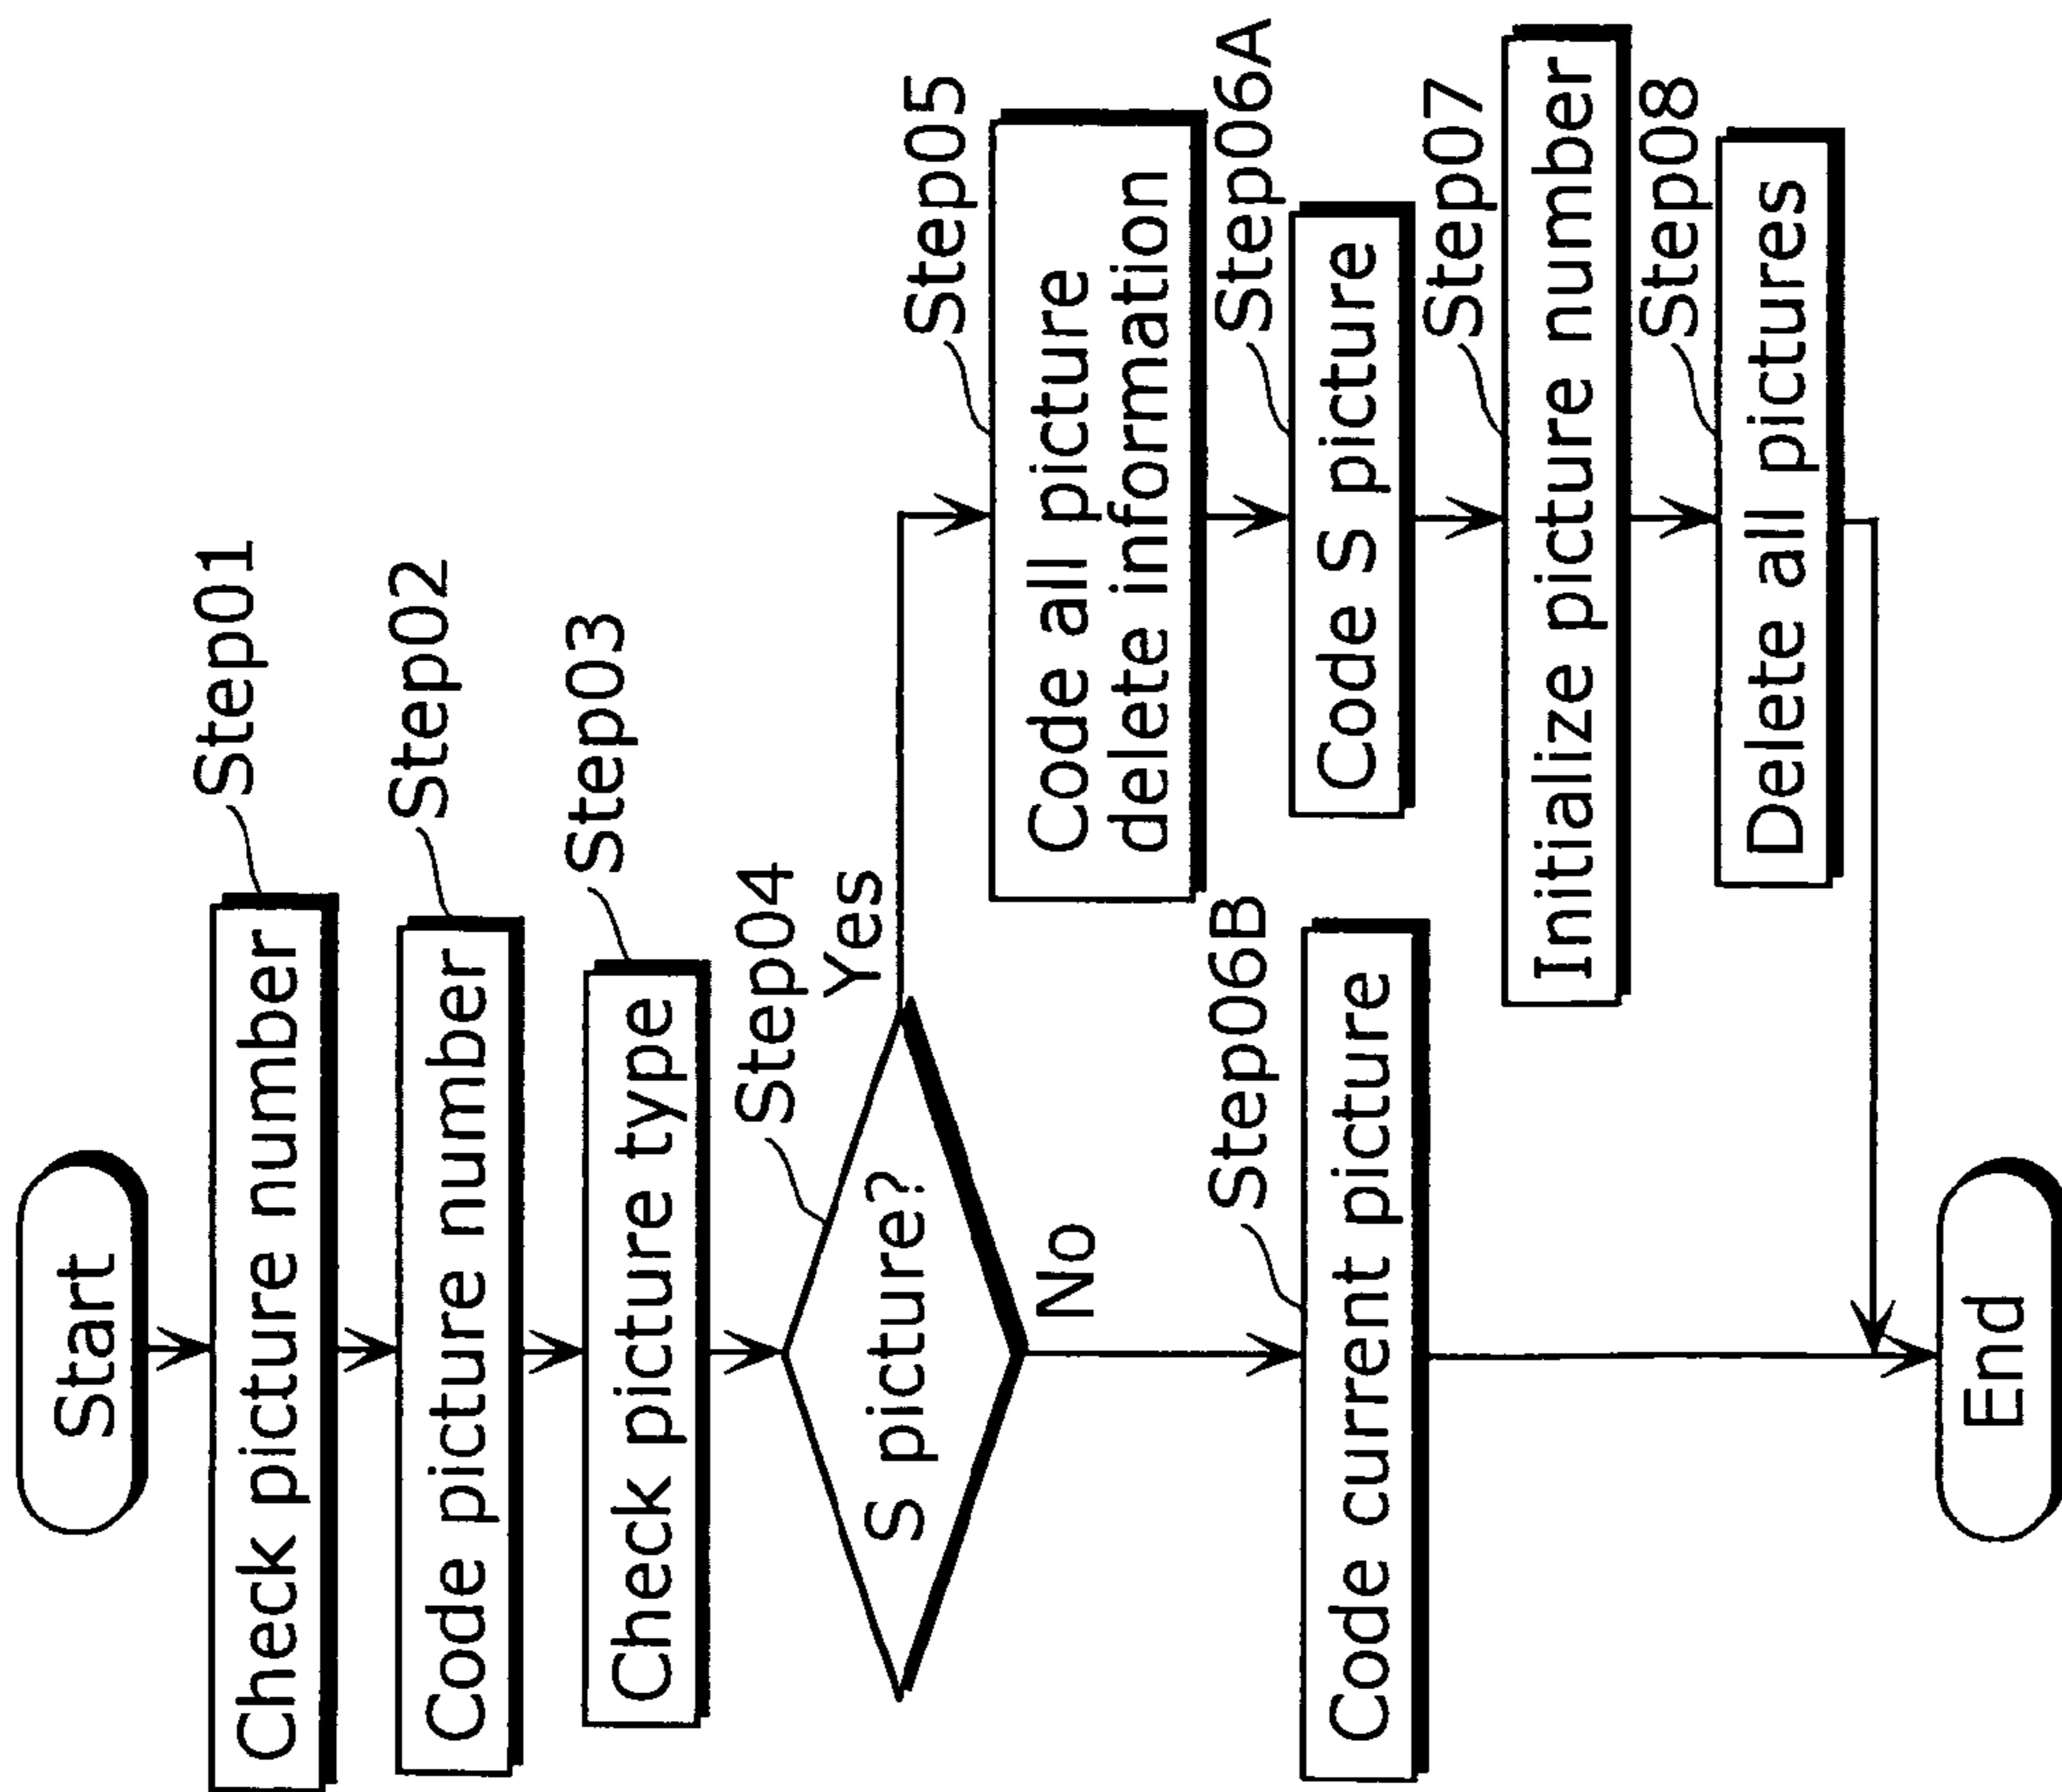 Start
Step01
Check picture number
Step02
Code picture number
Step03
Check picture type
Step04
S picture?
Yes
No
Step05
Code all picture
delete information
Step06A
Code S picture
Step06B
Code current picture
Step07
Initialize picture number
Step08
Delete all pictures
End